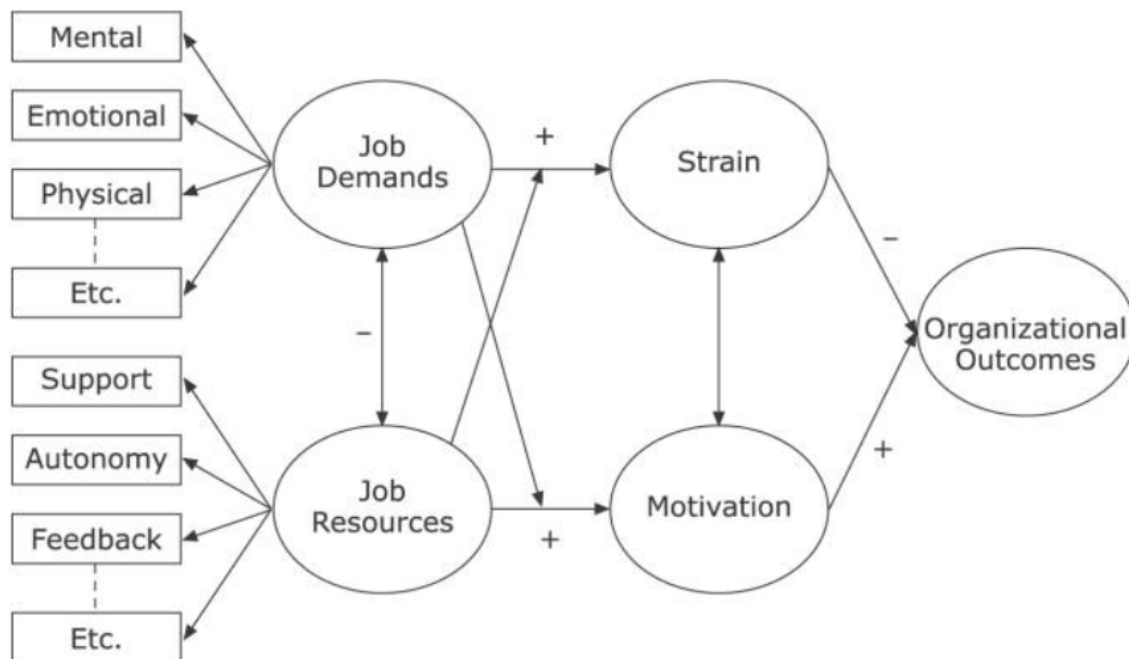 Mental
Emotional
Physical
Etc.
Support
Autonomy
Feedback
Etc.
Job
Demands
Job
Resources
+
–
+
Strain
Motivation
–
+
Organizational
Outcomes